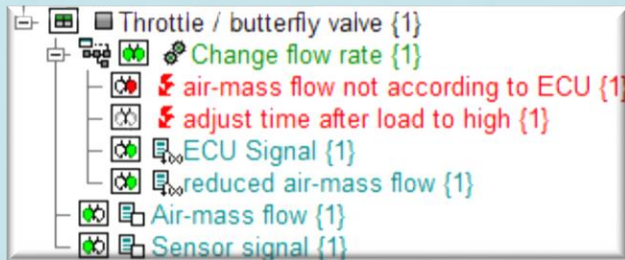 Throttle / butterfly valve {1}
Change flow rate {1}
air-mass flow not according to ECU {1}
adjust time after load to high {1}
ECU Signal {1}
reduced air-mass flow {1}
Air-mass flow {1}
Sensor signal {1}